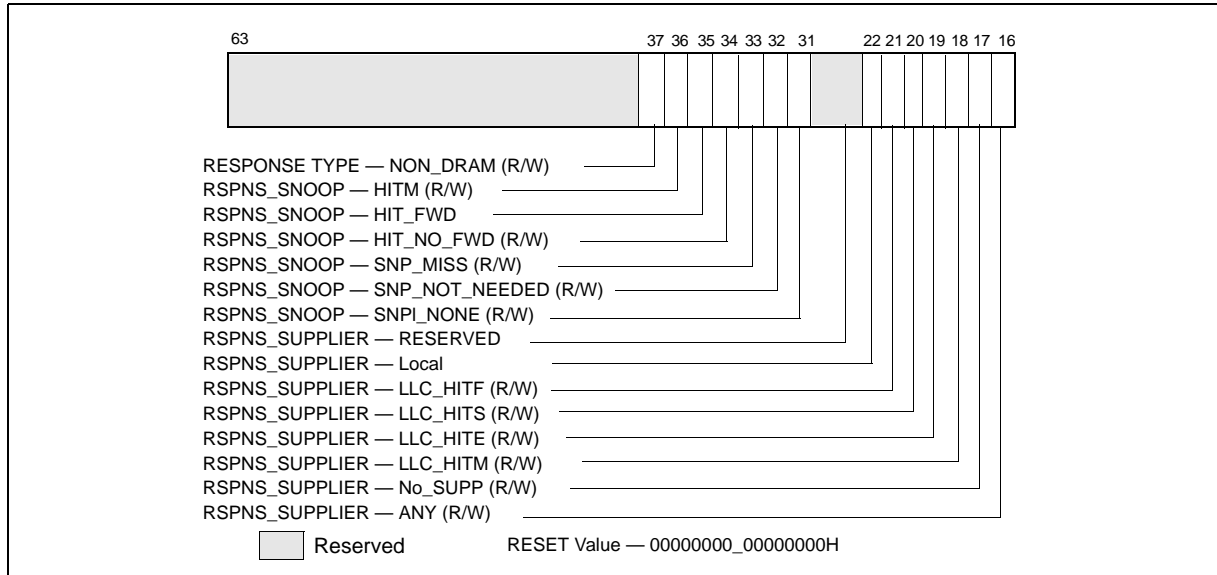 63 37 36 35 34 33 32 31 22 21 20 19 18 17 16
RESPONSE TYPE — NON_DRAM (R/W)
RSPNS_SNOOP — HITM (R/W)
RSPNS_SNOOP — HIT_FWD
RSPNS_SNOOP — HIT_NO_FWD (R/W)
RSPNS_SNOOP — SNP_MISS (R/W)
RSPNS_SNOOP — SNP_NOT_NEEDED (R/W)
RSPNS_SNOOP — SNPI_NONE (R/W)
RSPNS_SUPPLIER — RESERVED
RSPNS_SUPPLIER — Local
RSPNS_SUPPLIER — LLC_HITF (R/W)
RSPNS_SUPPLIER — LLC_HITS (R/W)
RSPNS_SUPPLIER — LLC_HITE (R/W)
RSPNS_SUPPLIER — LLC_HITM (R/W)
RSPNS_SUPPLIER — No_SUPP (R/W)
RSPNS_SUPPLIER — ANY (R/W)
Reserved RESET Value — 00000000_00000000H